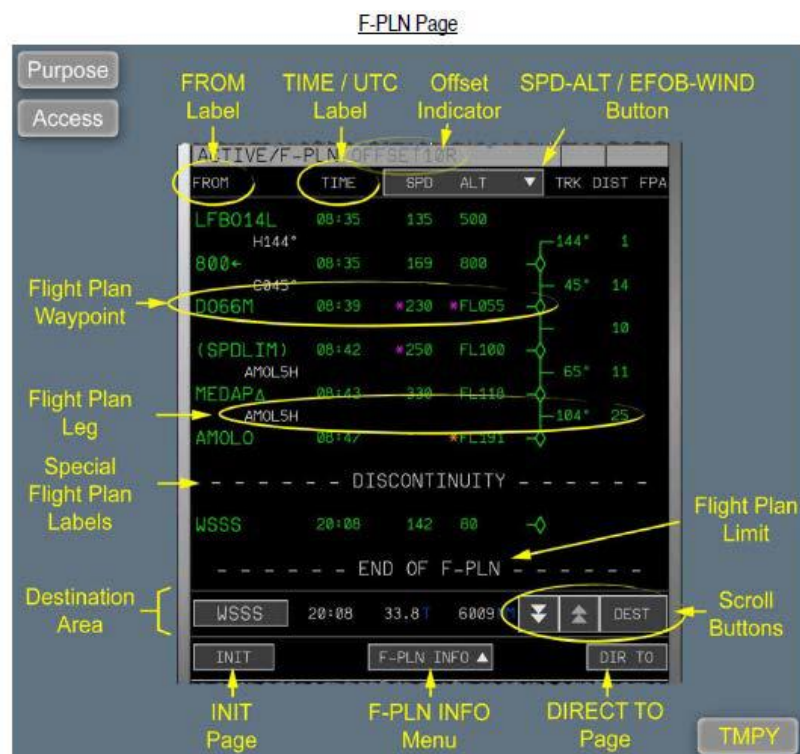 F-PLN Page
Purpose
Access
FROM Label
TIME / UTC Label
Offset Indicator
SPD-ALT / EFOB-WIND Button
ACTIVE/F-PLN OFFSET10R
FROM TIME SPD ALT ▼ TRK DIST FPA
LFBO14L 08:35 135 500
H144° 144° 1
800← 08:35 169 800
C045° 45° 14
Flight Plan Waypoint
DO66M 08:39 *230 *FL055
10
(SPDLIM) 08:42 *250 FL100
AMOL5H 65° 11
MEDAP△ 08:43 330 FL118
Flight Plan Leg
AMOL5H 104° 25
AMOLO 08:47 *FL191
Special Flight Plan Labels
- - - - - - DISCONTINUITY - - - - - -
WSSS 20:08 142 80
Flight Plan Limit
- - - - - - END OF F-PLN - - - - - -
Destination Area
WSSS 20:08 33.8T 6009NM DEST
Scroll Buttons
INIT F-PLN INFO ▲ DIR TO
INIT Page
F-PLN INFO Menu
DIRECT TO Page
TMPY